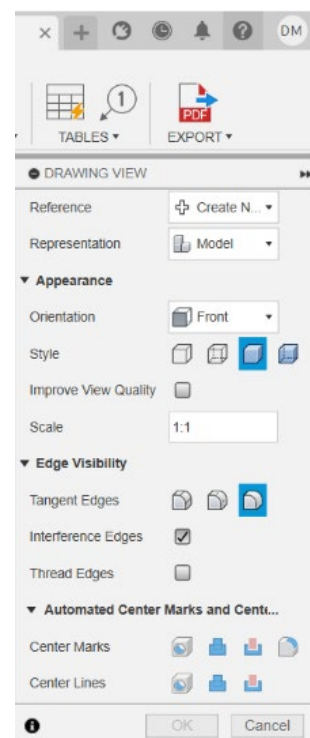 DM
1
PDF
TABLES
EXPORT
DRAWING VIEW
Reference Create N...
Representation Model
Appearance
Orientation Front
Style
Improve View Quality
Scale 1:1
Edge Visibility
Tangent Edges
Interference Edges
Thread Edges
Automated Center Marks and Cente...
Center Marks
Center Lines
OK Cancel